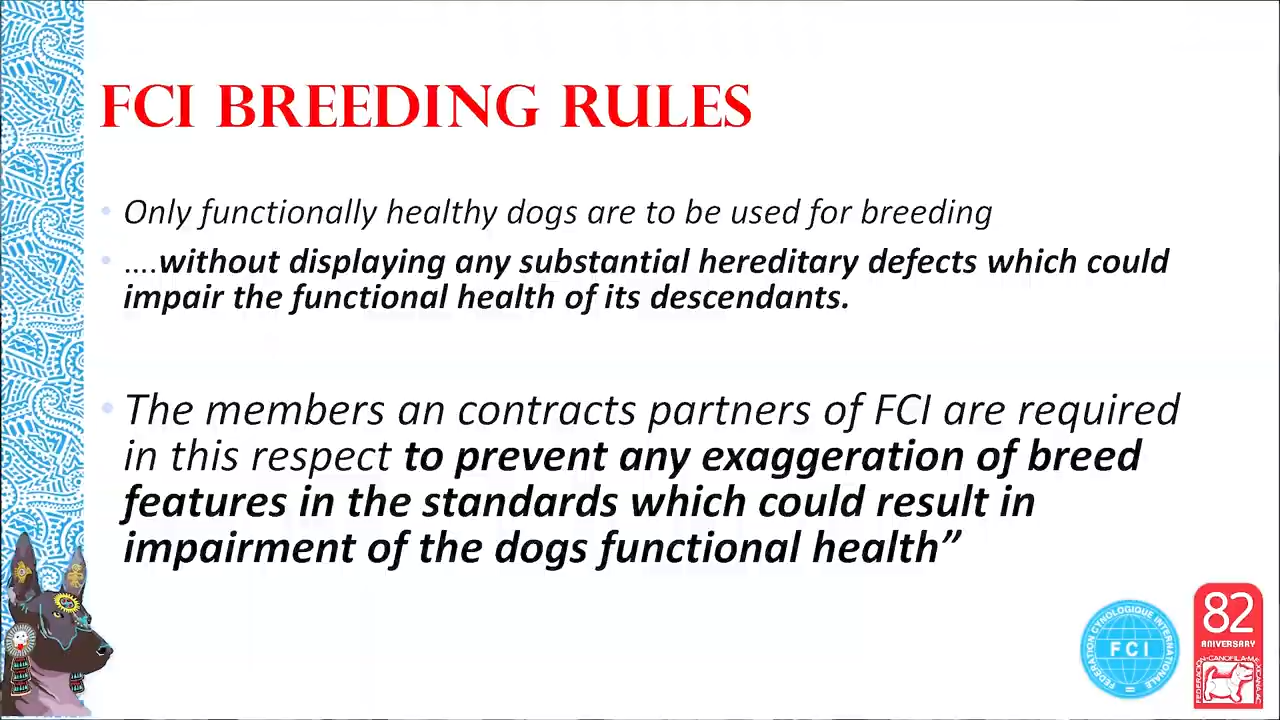 FCI BREEDING RULES
• Only functionally healthy dogs are to be used for breeding
• ....without displaying any substantial hereditary defects which could
impair the functional health of its descendants.
• The members an contracts partners of FCI are required
in this respect to prevent any exaggeration of breed
features in the standards which could result in
impairment of the dogs functional health”
FEDERATION CYNOLOGIQUE INTERNATIONALE
FCI
82
ANIVERSARY